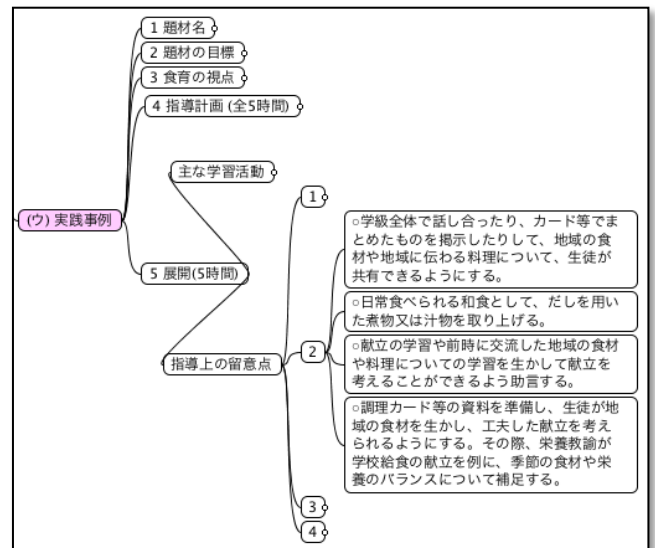 1 題材名
2 題材の目標
3 食育の視点
4 指導計画 (全5時間)
主な学習活動
(ウ) 実践事例
5 展開(5時間)
指導上の留意点
1
○学級全体で話し合ったり、カード等でま
とめたものを掲示したりして、地域の食
材や地域に伝わる料理について、生徒が
共有できるようにする。
○日常食べられる和食として、だしを用い
た煮物又は汁物を取り上げる。
2
○献立の学習や前時に交流した地域の食材
や料理についての学習を生かして献立を
考えることができるよう助言する。
○調理カード等の資料を準備し、生徒が地
域の食材を生かし、工夫した献立を考え
られるようにする。その際、栄養教諭が
学校給食の献立を例に、季節の食材や栄
養のバランスについて補足する。
3
4